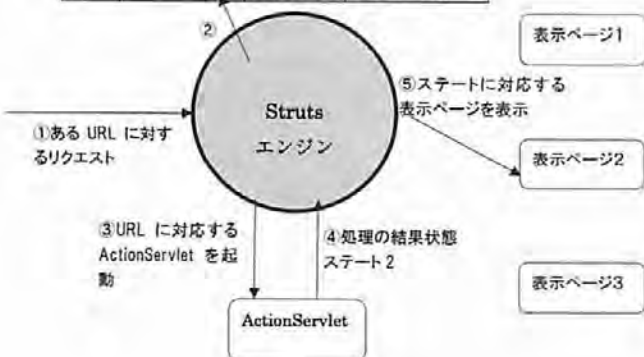 ②
表示ページ1
⑤ステートに対応する
表示ページを表示
Struts
エンジン
①ある URL に対す
るリクエスト
表示ページ2
③URL に対応する
ActionServlet を起
動
④処理の結果状態
ステート2
表示ページ3
ActionServlet